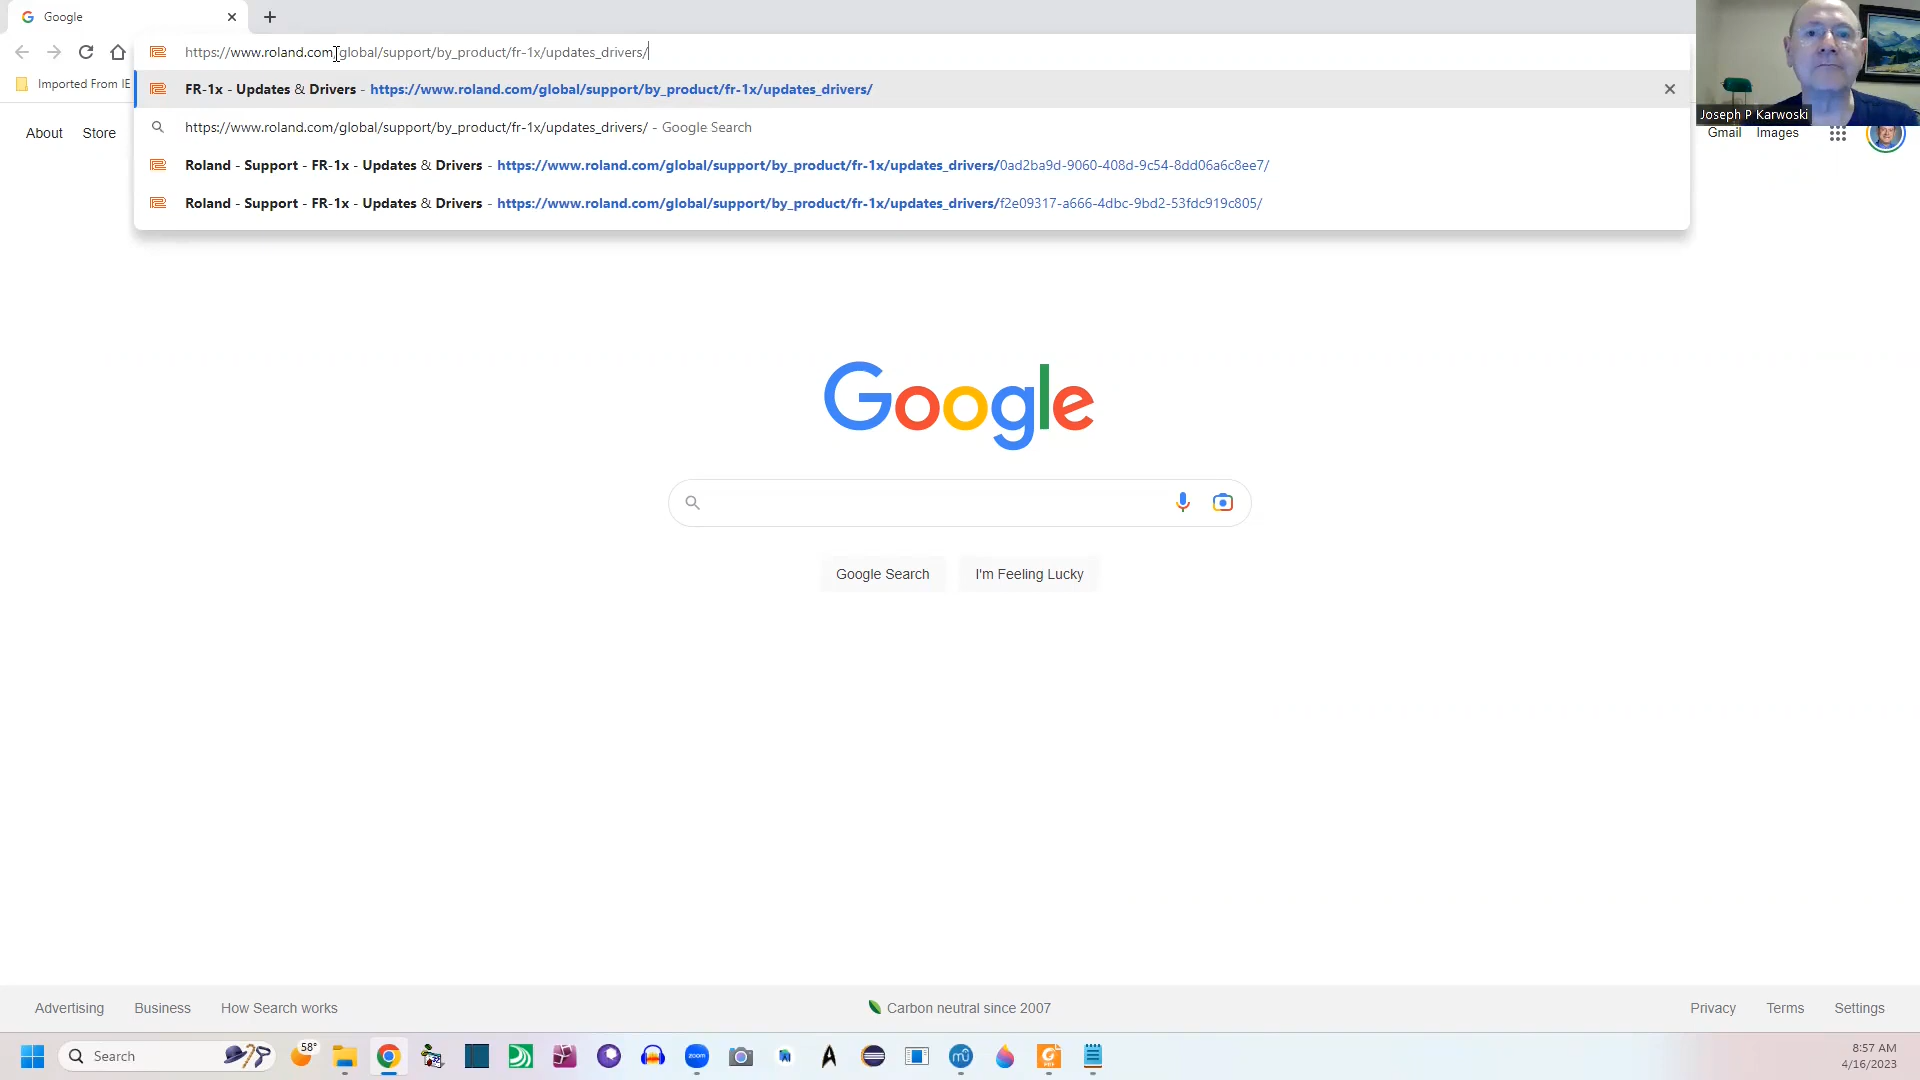 Google
https://www.roland.com/global/support/by_product/fr-1x/updates_drivers/
Imported From IE
FR-1x - Updates & Drivers - https://www.roland.com/global/support/by_product/fr-1x/updates_drivers/
https://www.roland.com/global/support/by_product/fr-1x/updates_drivers/ - Google Search
Roland - Support - FR-1x - Updates & Drivers - https://www.roland.com/global/support/by_product/fr-1x/updates_drivers/0ad2ba9d-9060-408d-9c54-8dd06a6c8ee7/
Roland - Support - FR-1x - Updates & Drivers - https://www.roland.com/global/support/by_product/fr-1x/updates_drivers/f2e09317-a666-4dbc-9bd2-53fdc919c805/
Joseph P Karwoski
About Store
Gmail Images
Google
Google Search I'm Feeling Lucky
Advertising Business How Search works
Carbon neutral since 2007
Privacy Terms Settings
Search
58°
zoom
8:57 AM
4/16/2023